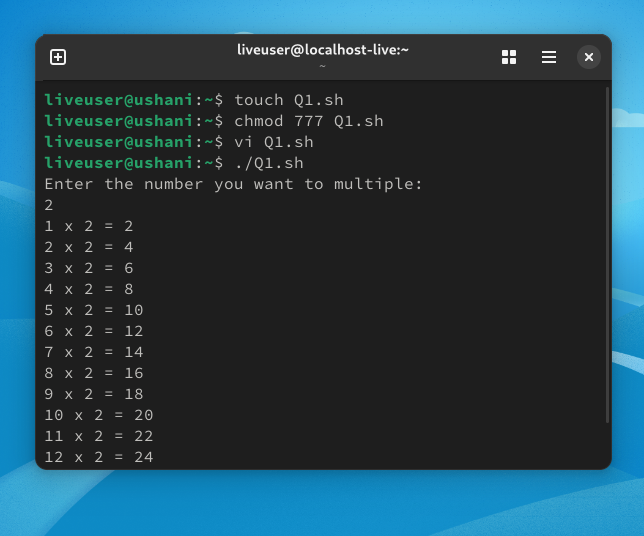 liveuser@localhost-live:~
~
liveuser@ushani:~$ touch Q1.sh
liveuser@ushani:~$ chmod 777 Q1.sh
liveuser@ushani:~$ vi Q1.sh
liveuser@ushani:~$ ./Q1.sh
Enter the number you want to multiple:
2
1 x 2 = 2
2 x 2 = 4
3 x 2 = 6
4 x 2 = 8
5 x 2 = 10
6 x 2 = 12
7 x 2 = 14
8 x 2 = 16
9 x 2 = 18
10 x 2 = 20
11 x 2 = 22
12 x 2 = 24